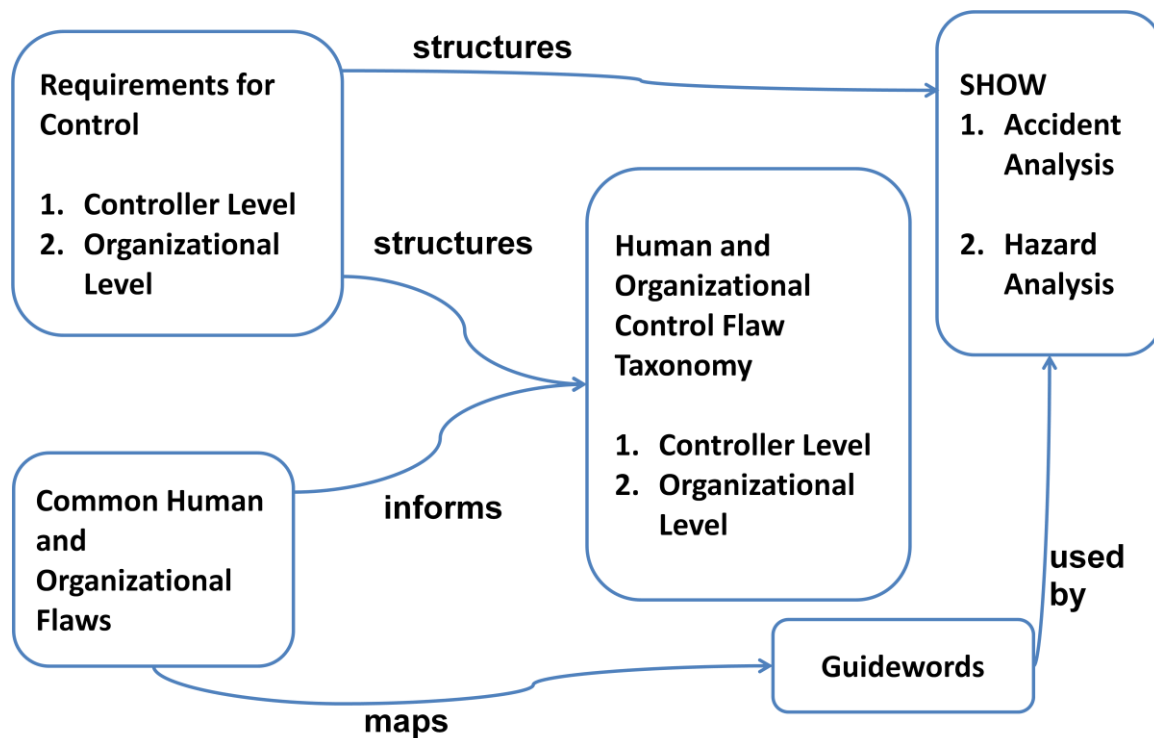 structures
Requirements for
Control
1. Controller Level
2. Organizational
Level
SHOW
1. Accident
Analysis
2. Hazard
Analysis
structures
Human and
Organizational
Control Flaw
Taxonomy
1. Controller Level
2. Organizational
Level
informs
Common Human
and
Organizational
Flaws
used
by
Guidewords
maps